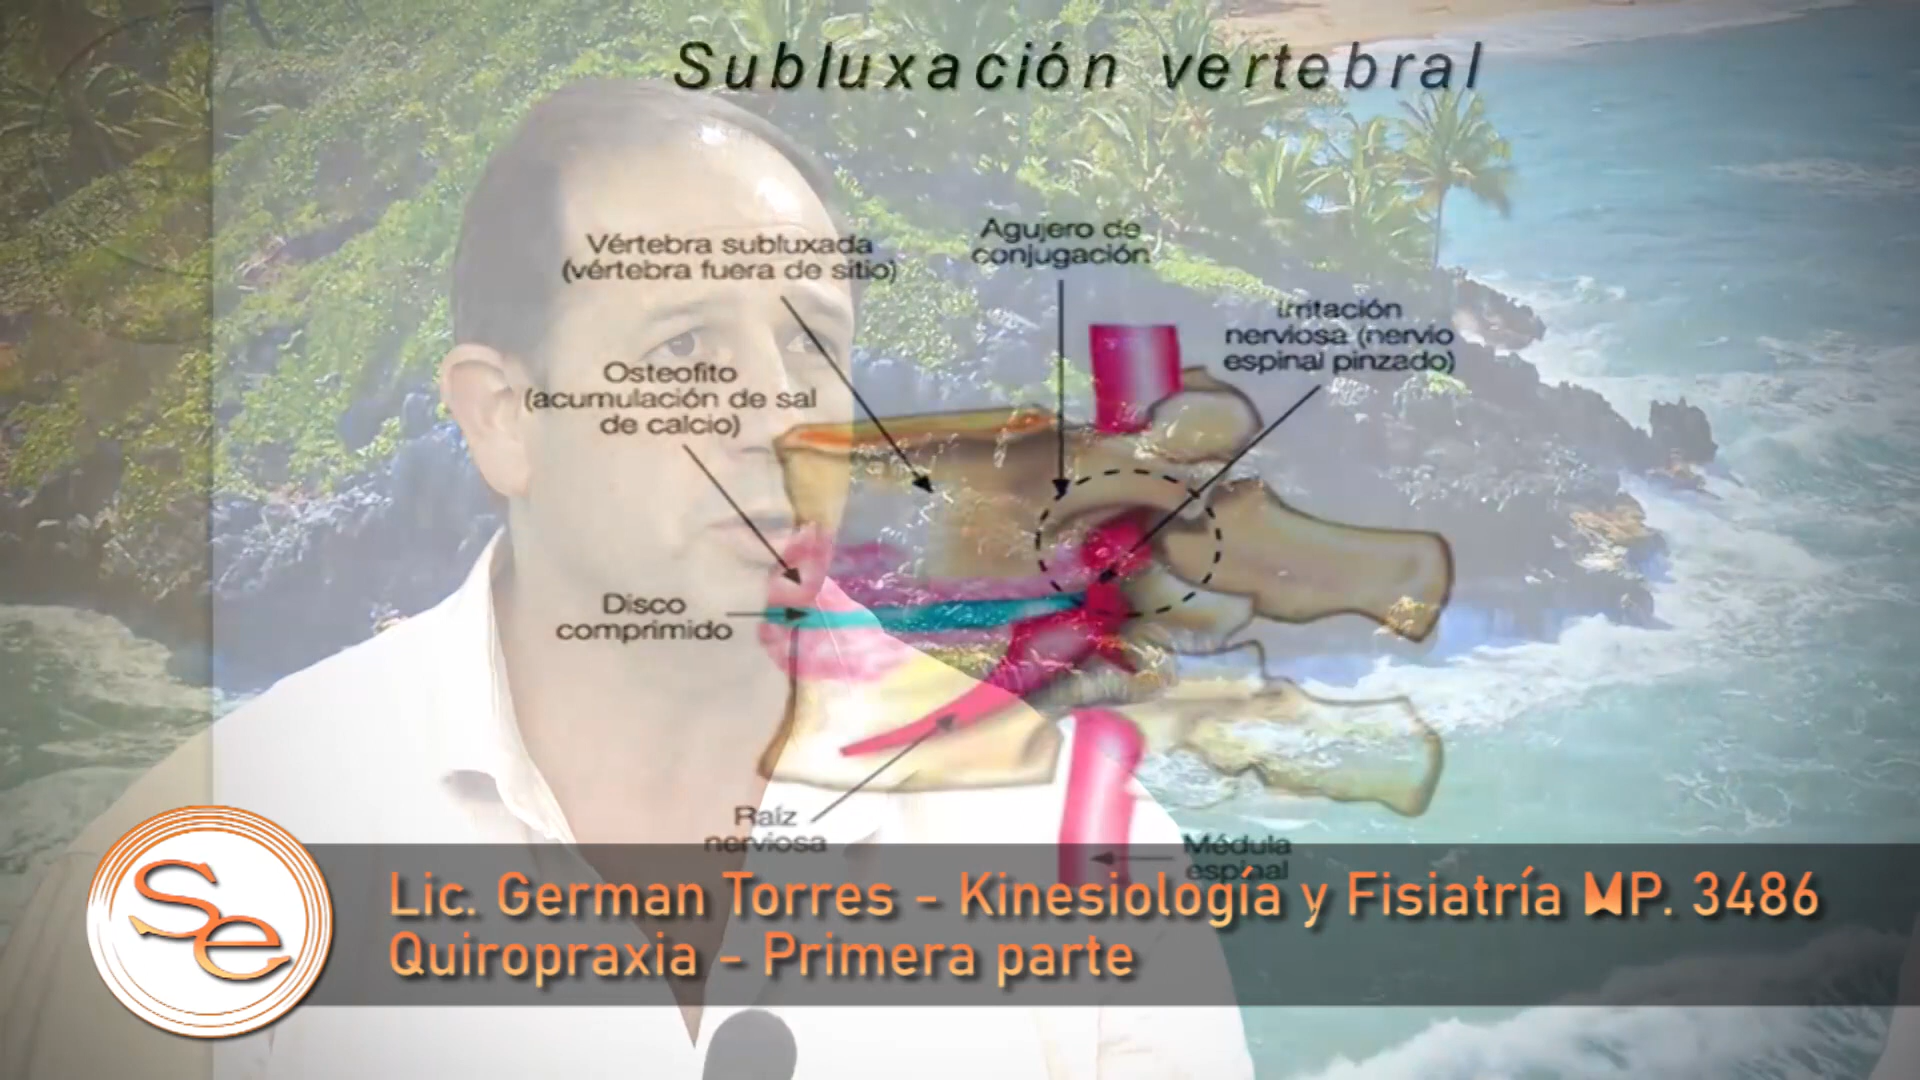 Subluxación vertebral
Vértebra subluxada
(vértebra fuera de sitio)
Agujero de
conjugación
Irritación
nerviosa (nervio
espinal pinzado)
Osteofito
(acumulación de sal
de calcio)
Disco
comprimido
Raíz
nerviosa
Médula
espinal
Se
Lic. German Torres - Kinesiología y Fisiatría MP. 3486
Quiropraxia - Primera parte